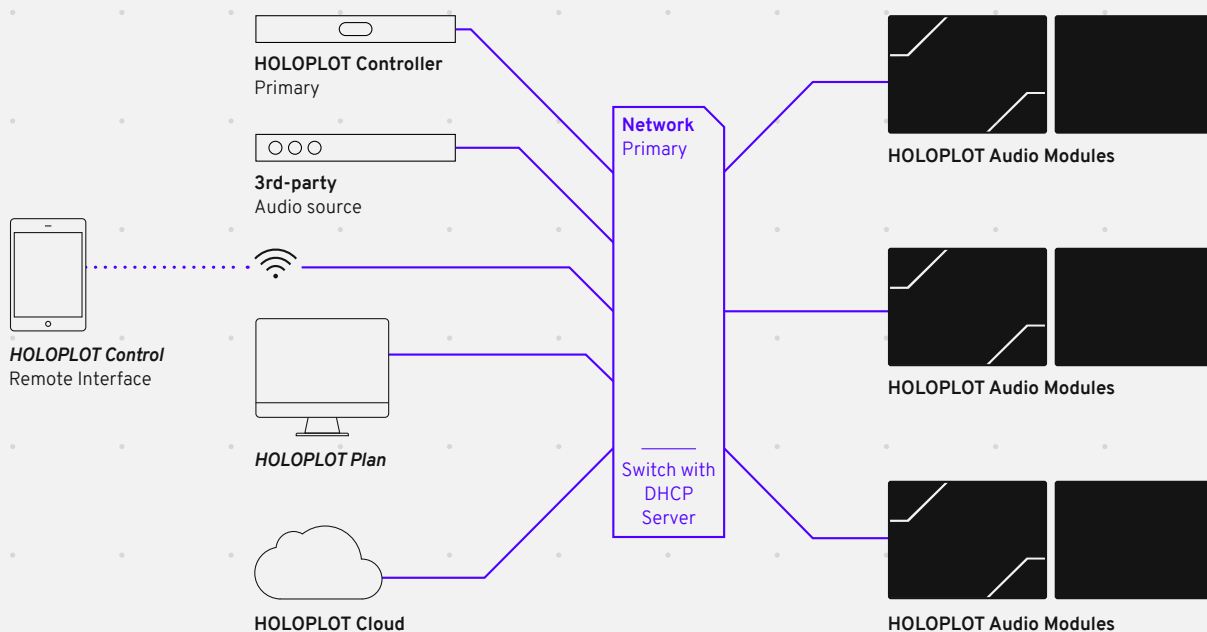 HOLOPLOT Controller
Primary
3rd-party
Audio source
HOLOPLOT Control
Remote Interface
HOLOPLOT Plan
HOLOPLOT Cloud
Network
Primary
Switch with
DHCP
Server
HOLOPLOT Audio Modules
HOLOPLOT Audio Modules
HOLOPLOT Audio Modules